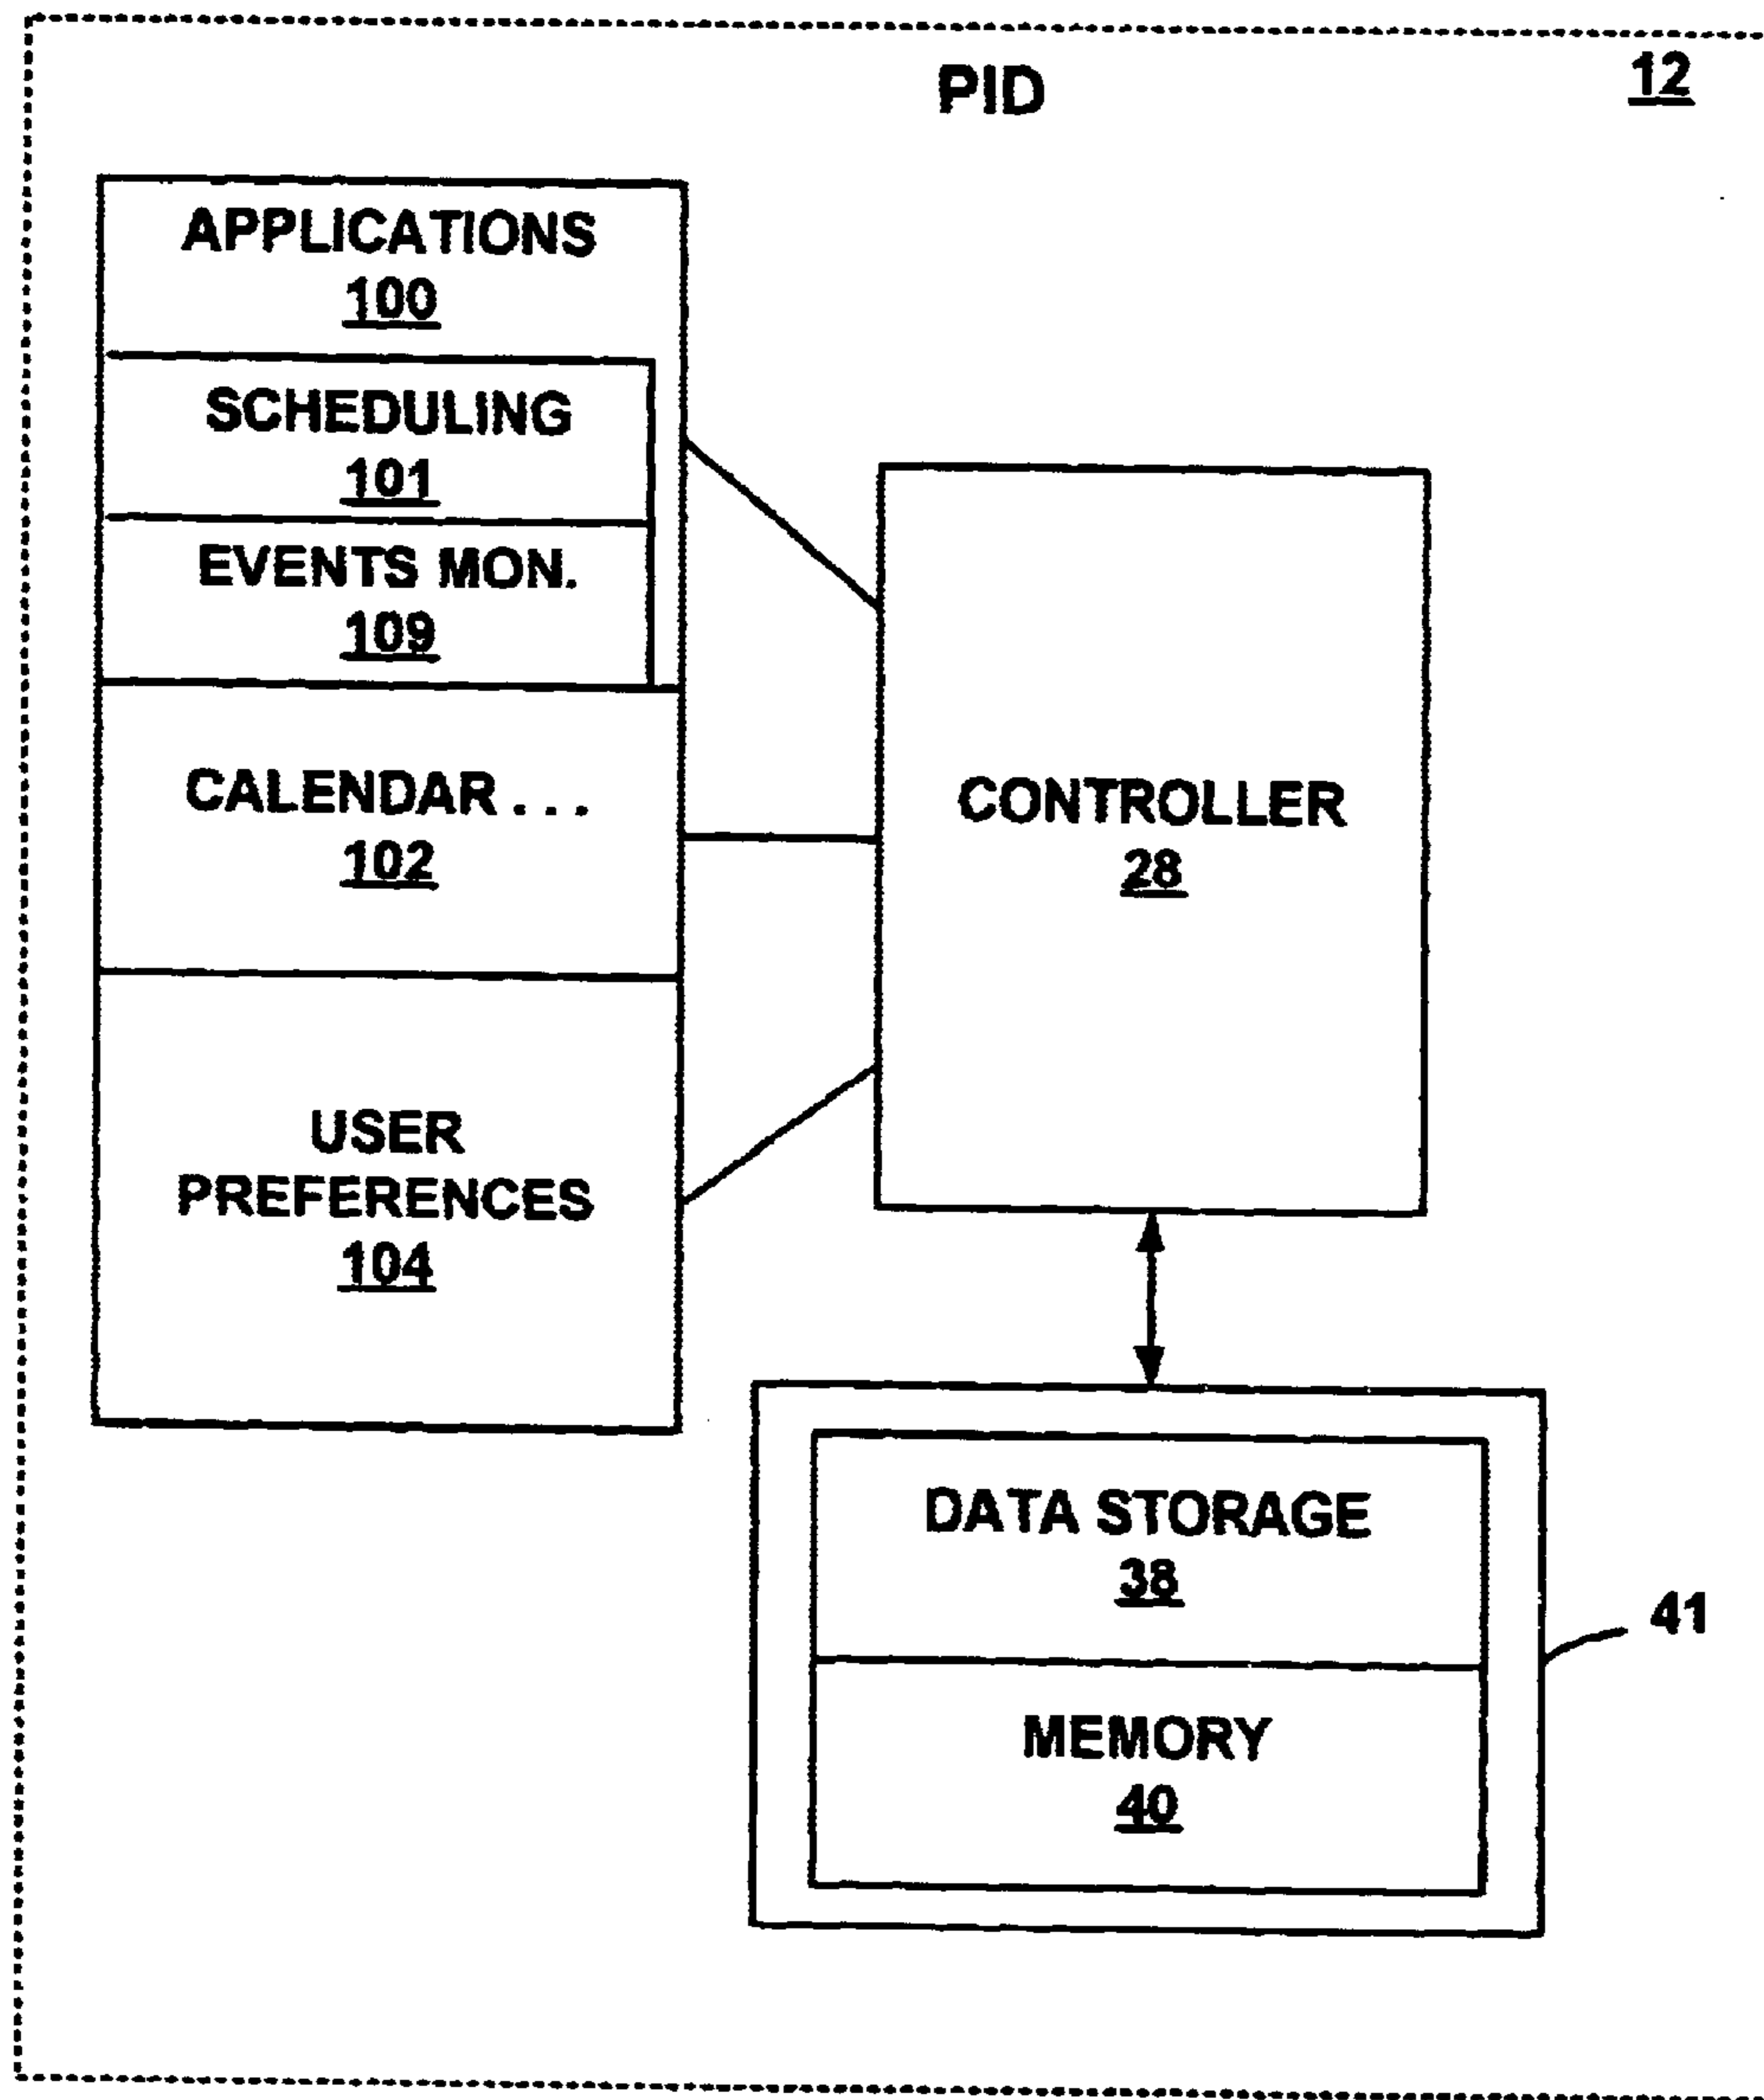 PID
12
APPLICATIONS
100
SCHEDULING
101
EVENTS MON.
109
CALENDAR . . .
102
USER
PREFERENCES
104
CONTROLLER
28
DATA STORAGE
38
MEMORY
40
41